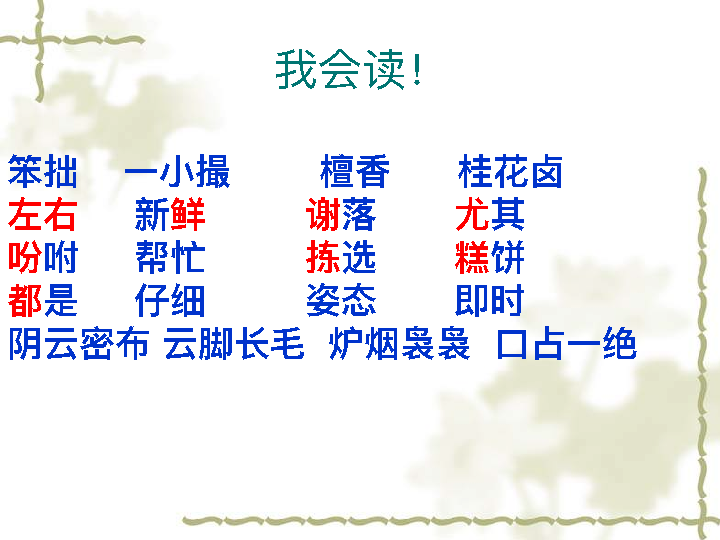 我会读！
笨拙 一小撮 檀香 桂花卤
左右 新鲜 谢落 尤其
吩咐 帮忙 拣选 糕饼
都是 仔细 姿态 即时
阴云密布 云脚长毛 炉烟袅袅 口占一绝